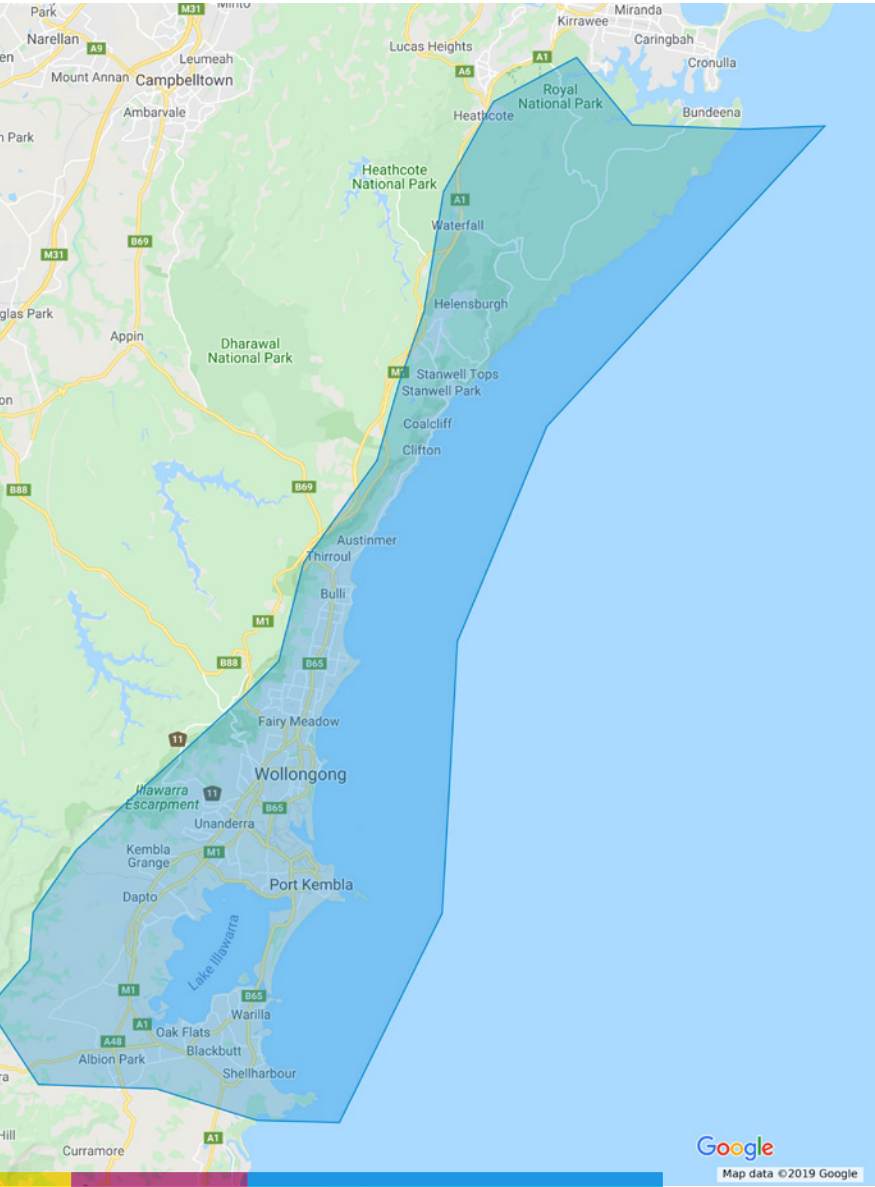 Park
M31
Minto
Miranda
Kirrawee
Narellan
A9
Leumeah
Lucas Heights
A1
Caringbah
en
Mount Annan
Campbelltown
A6
Cronulla
Ambarvale
Heathcote
Royal
National Park
Bundeena
n Park
Heathcote
National Park
A1
Waterfall
M31
B69
Helensburgh
glas Park
Appin
Dharawal
National Park
Stanwell Tops
Stanwell Park
on
Coalcliff
Clifton
B88
B69
Austinmer
Thirroul
Bulli
M1
B88
B65
Fairy Meadow
11
Wollongong
Illawarra
Escarpment
11
B65
Unanderra
Kembla
Grange
M1
Port Kembla
Dapto
Lake Illawarra
M1
B65
Warilla
A1
Oak Flats
A48
Blackbutt
Albion Park
Shellharbour
ra
Hill
A1
Curramore
Google
Map data ©2019 Google